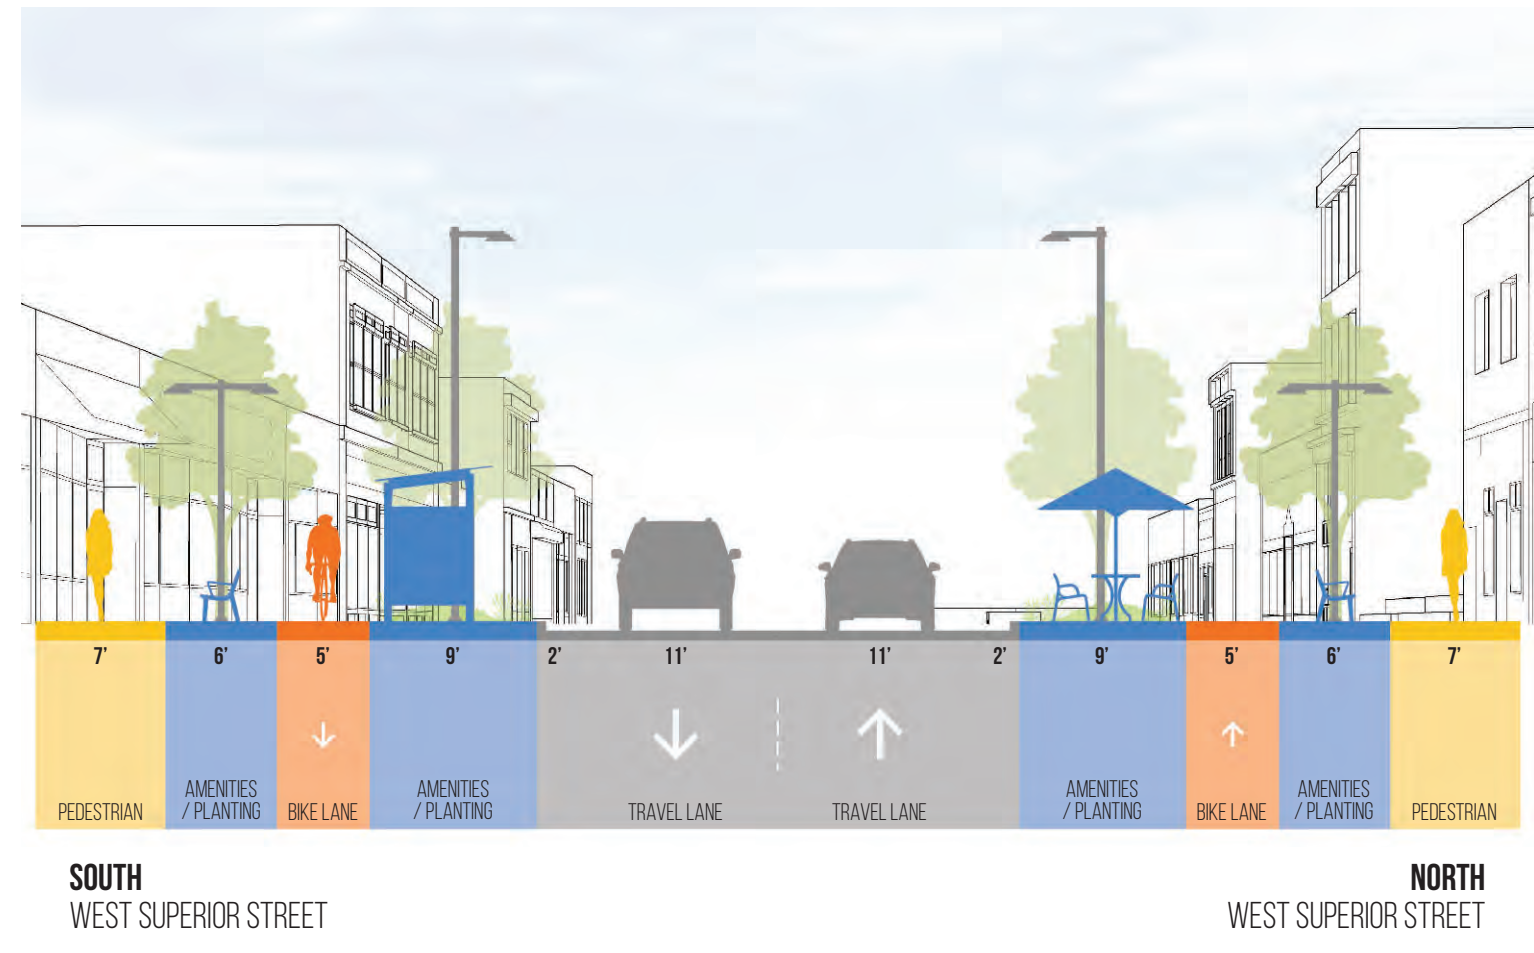 7’ 6’ 5’ 9’ 2’ 11’ 11’ 2’ 9’ 5’ 6’ 7’
AMENITIES AMENITIES AMENITIES AMENITIES
PEDESTRIAN / PLANTING BIKE LANE / PLANTING TRAVEL LANE TRAVEL LANE / PLANTING BIKE LANE / PLANTING PEDESTRIAN
SOUTH
WEST SUPERIOR STREET
NORTH
WEST SUPERIOR STREET